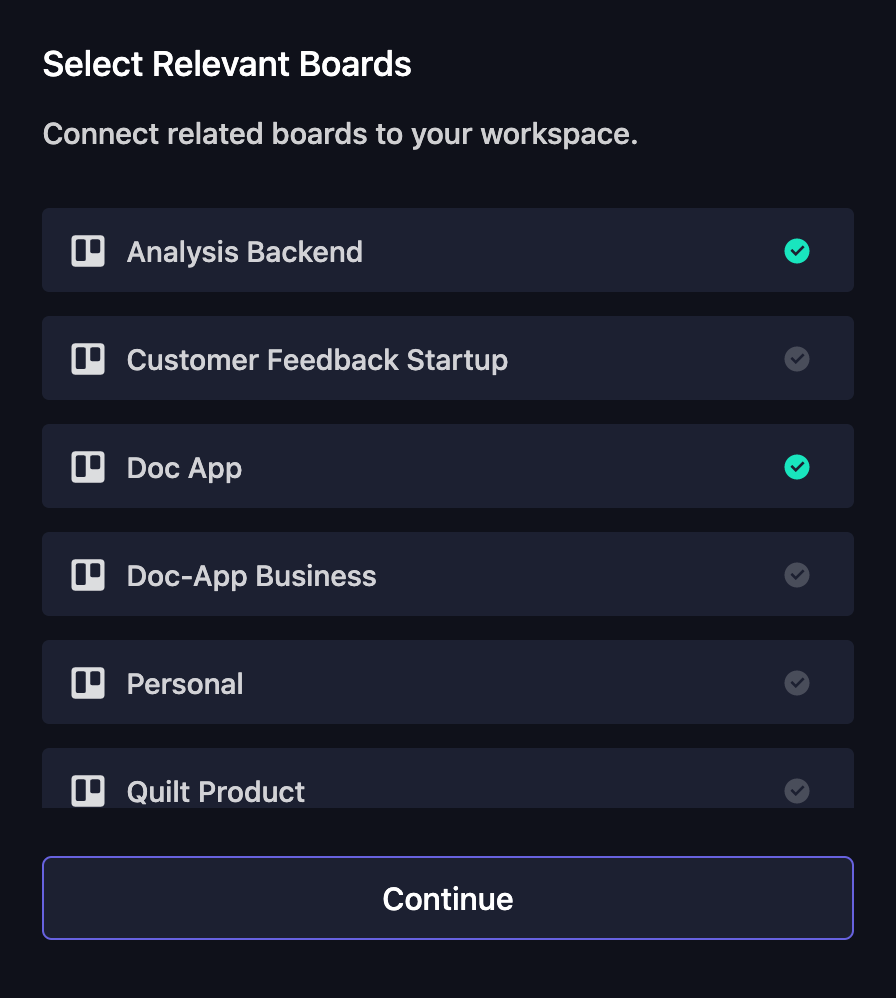 Select Relevant Boards
Connect related boards to your workspace.
Analysis Backend
Customer Feedback Startup
Doc App
Doc-App Business
Personal
Quilt Product
Continue